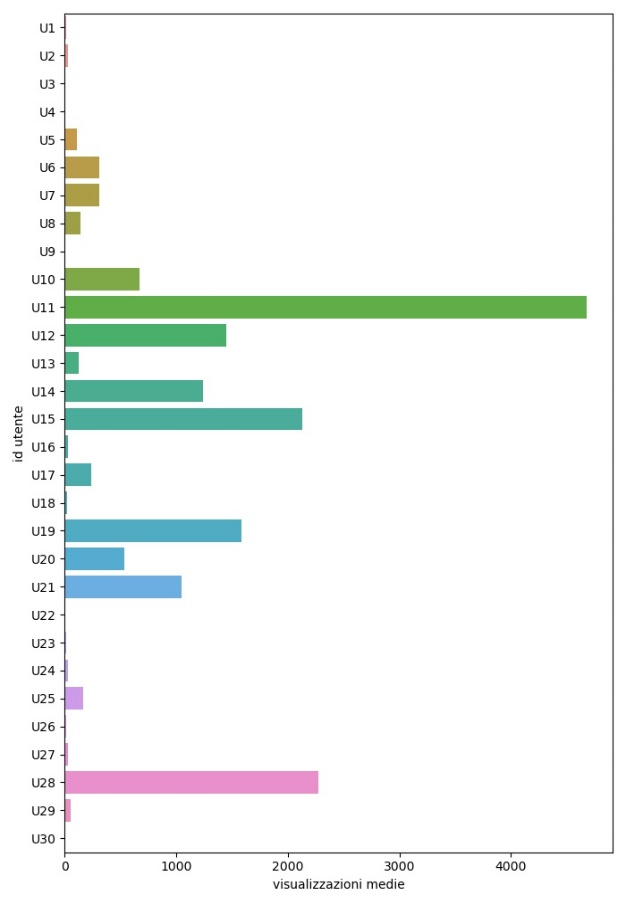 U1
U2
U3
U4
U5
U6
U7
U8
U9
U10
U11
U12
U13
U14
U15
U16
U17
U18
U19
U20
U21
U22
U23
U24
U25
U26
U27
U28
U29
U30
id utente
0 1000 2000 3000 4000
visualizzazioni medie